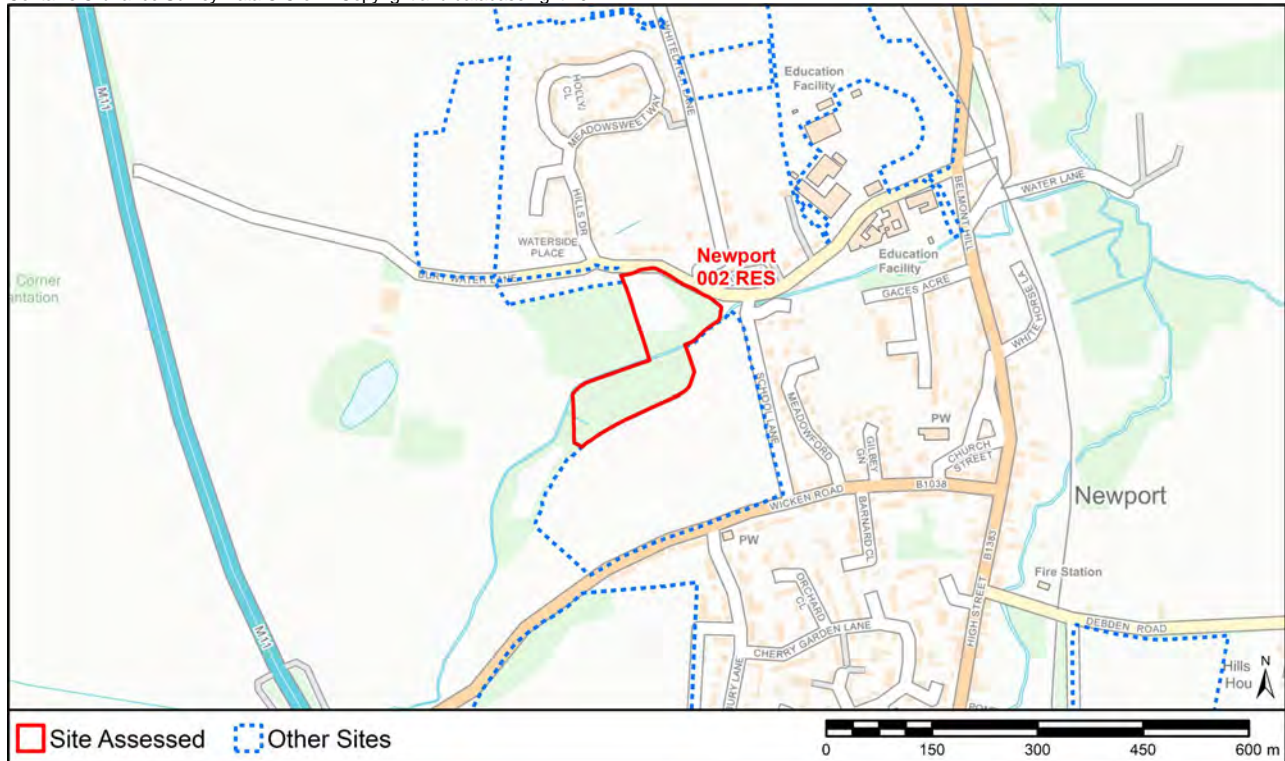 M11
WHITEDITCH LANE
HOLLY CL
MEADOWSWEET WAY
HILLS DR
WATERSIDE
PLACE
Education
Facility
BELMONT HILL
WATER LANE
Newport
002 RES
Education
Facility
Corner
antation
GACES ACRE
WHITE HORSE LA
SCHOOL LANE
MEADOWFORD
GILBEY GN
PW
CHURCH STREET
WICKEN ROAD
B1038
Newport
BARNARD CL
B1383
PW
Fire Station
ORCHARD CL
CHERRY GARDEN LANE
HIGH STREET
DEBDEN ROAD
M11
BURY LANE
Hills
Hou
N
Site Assessed
Other Sites
0 150 300 450 600 m